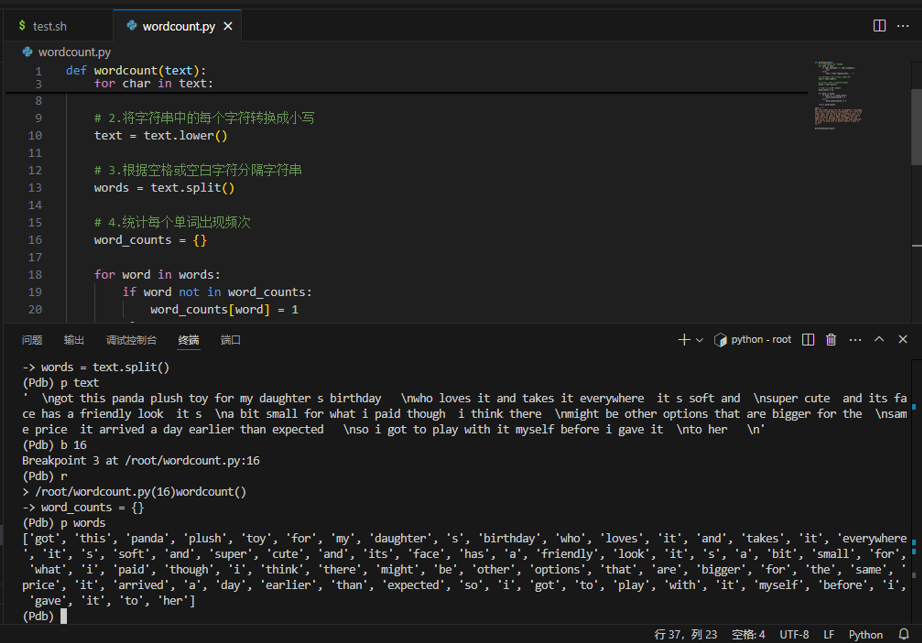 $ test.sh
wordcount.py ×
···
wordcount.py
1 def wordcount(text):
3 for char in text:
8
9 # 2.将字符串中的每个字符转换成小写
10 text = text.lower()
11
12 # 3.根据空格或空白字符分隔字符串
13 words = text.split()
14
15 # 4.统计每个单词出现频次
16 word_counts = {}
17
18 for word in words:
19 if word not in word_counts:
20 word_counts[word] = 1
问题 输出 调试控制台 终端 端口
python - root
-> words = text.split()
(Pdb) p text
'  \ngot this panda plush toy for my daughter s birthday   \nwho loves it and takes it everywhere  it s soft and  \nsuper cute  and its fa
ce has a friendly look  it s  \na bit small for what i paid though  i think there  \nmight be other options that are bigger for the  \nsam
e price  it arrived a day earlier than expected   \nso i got to play with it myself before i gave it  \nto her   \n'
(Pdb) b 16
Breakpoint 3 at /root/wordcount.py:16
(Pdb) r
> /root/wordcount.py(16)wordcount()
-> word_counts = {}
(Pdb) p words
['got', 'this', 'panda', 'plush', 'toy', 'for', 'my', 'daughter', 's', 'birthday', 'who', 'loves', 'it', 'and', 'takes', 'it', 'everywhere
', 'it', 's', 'soft', 'and', 'super', 'cute', 'and', 'its', 'face', 'has', 'a', 'friendly', 'look', 'it', 's', 'a', 'bit', 'small', 'for',
'what', 'i', 'paid', 'though', 'i', 'think', 'there', 'might', 'be', 'other', 'options', 'that', 'are', 'bigger', 'for', 'the', 'same', '
price', 'it', 'arrived', 'a', 'day', 'earlier', 'than', 'expected', 'so', 'i', 'got', 'to', 'play', 'with', 'it', 'myself', 'before', 'i',
'gave', 'it', 'to', 'her']
(Pdb)
行 37，列 23 空格: 4 UTF-8 LF Python